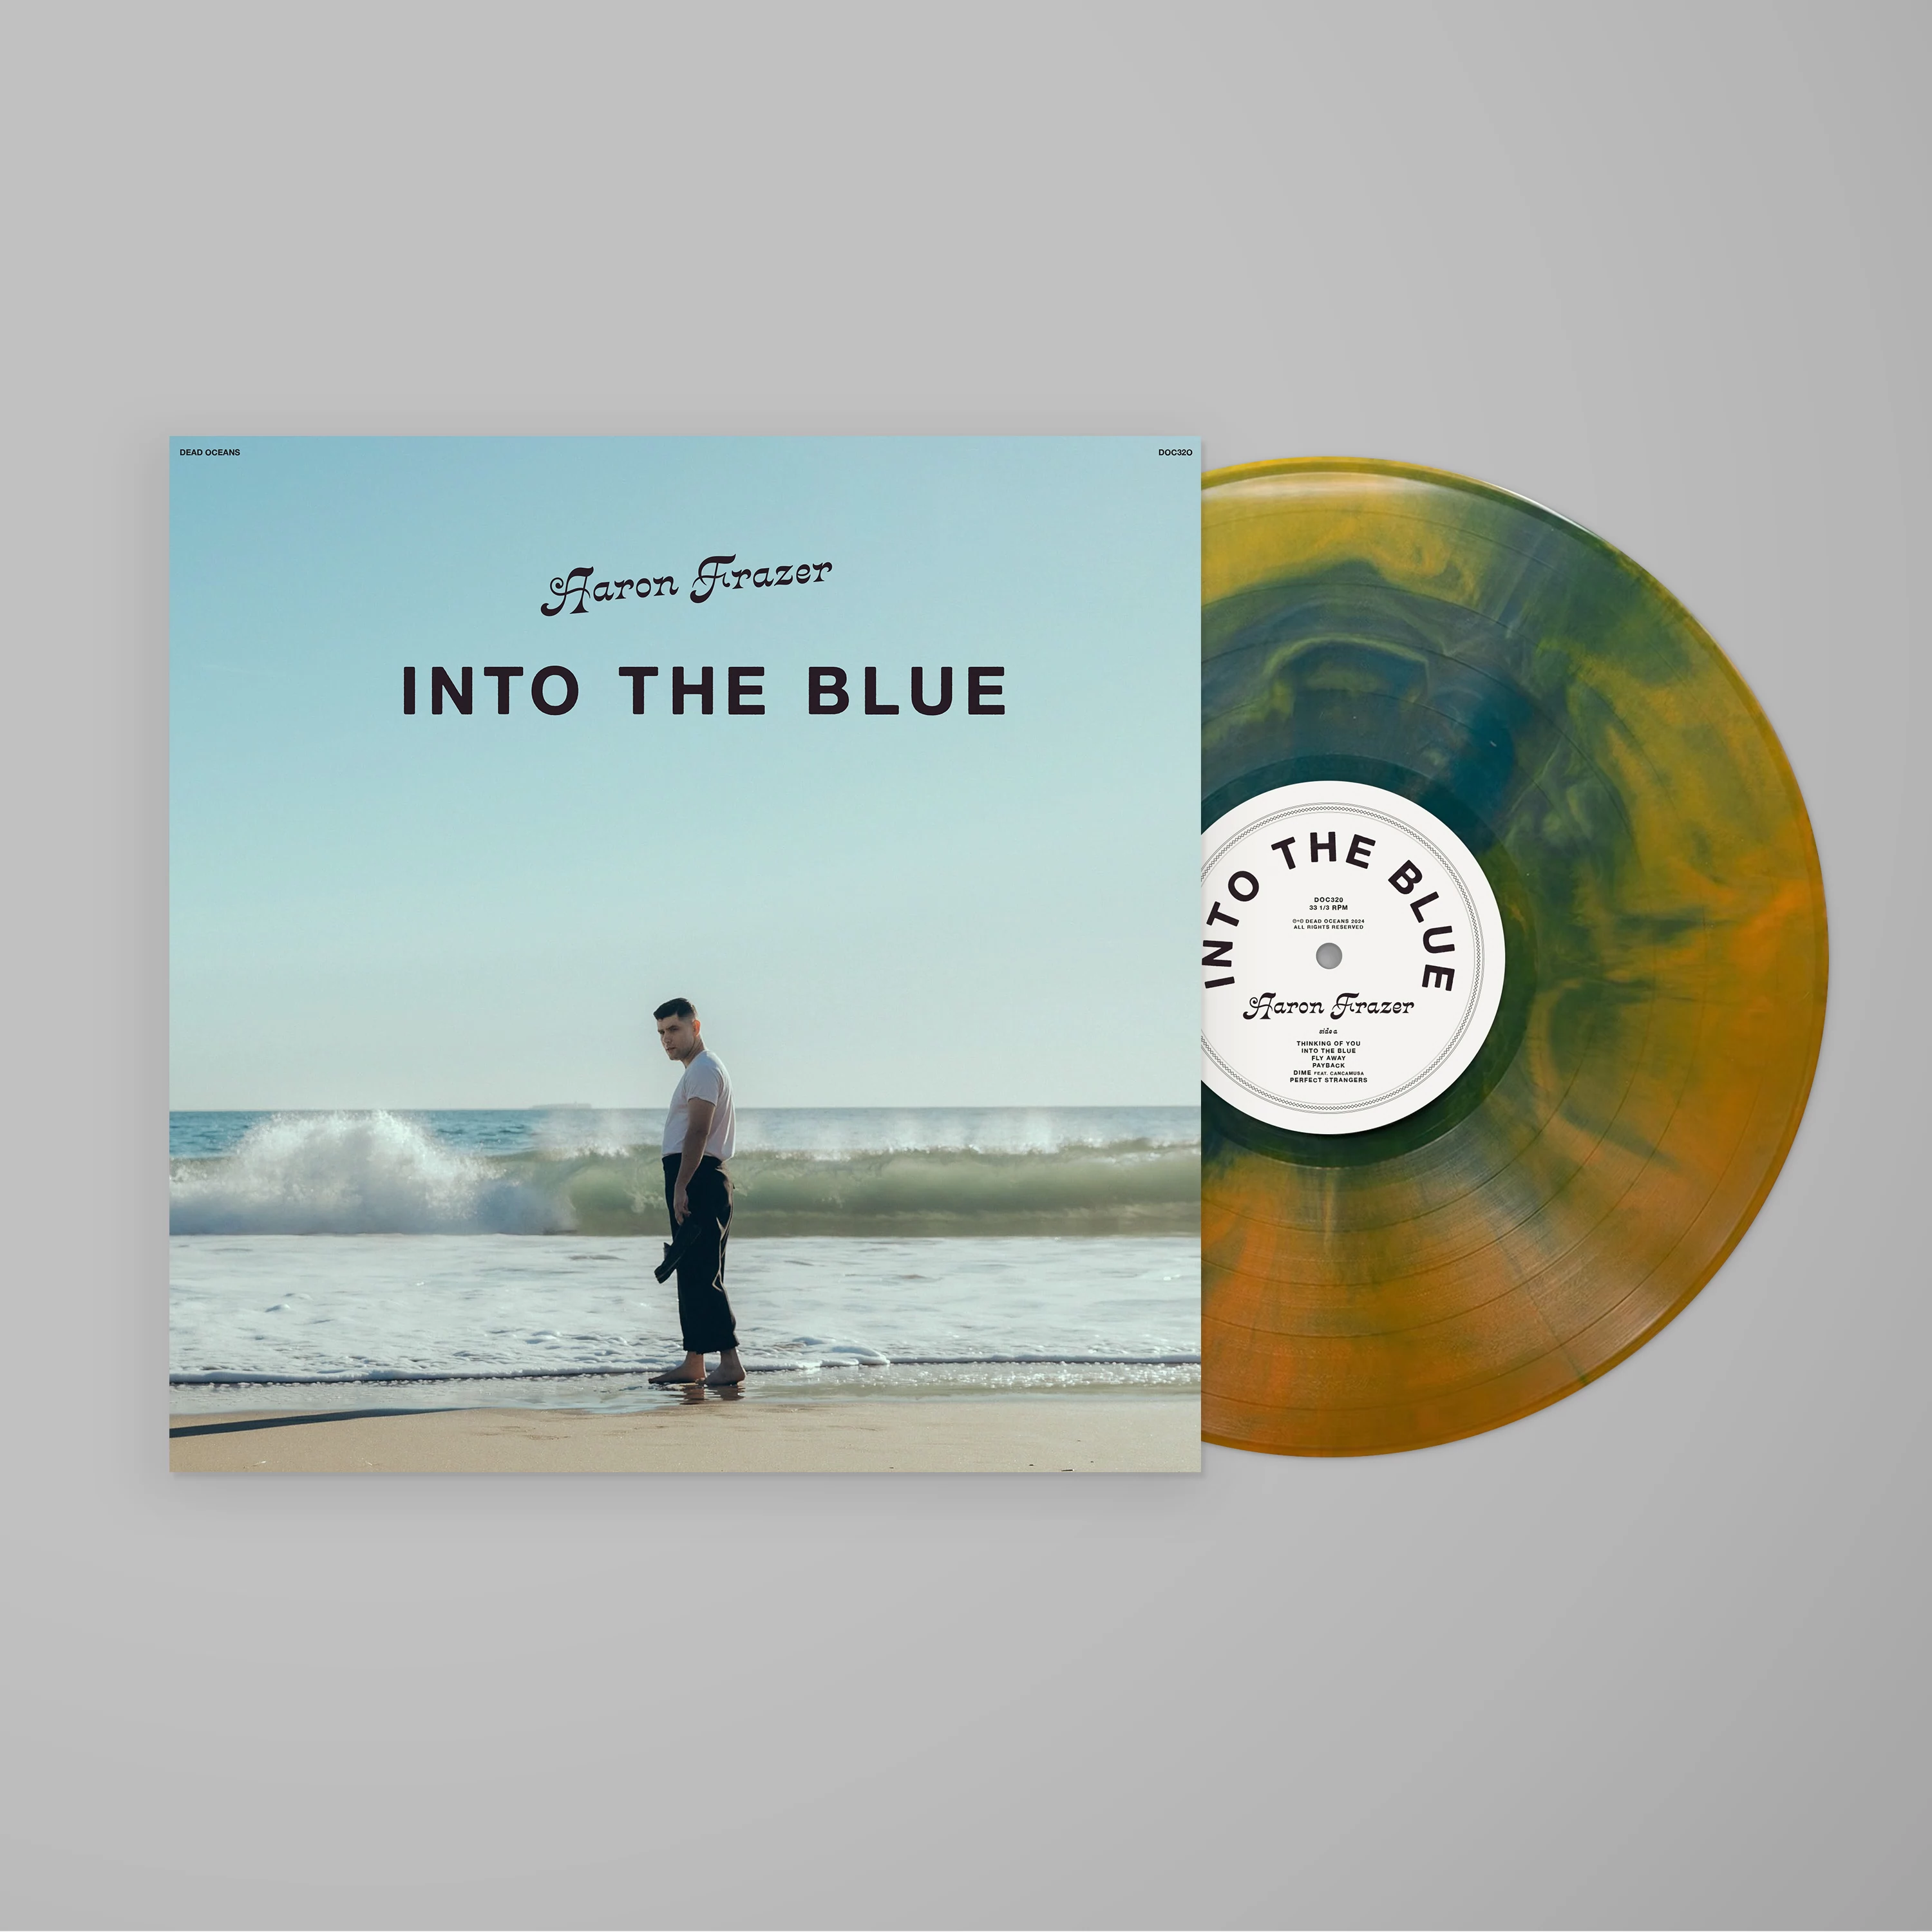 DEAD OCEANS
DOC320
Aaron Frazer
INTO THE BLUE
INTO THE BLUE
DOC320
33 1/3 RPM
℗©DEAD OCEANS 2024
ALL RIGHTS RESERVED
Aaron Frazer
side a
THINKING OF YOU
INTO THE BLUE
FLY AWAY
PAYBACK
DIME FEAT. CANCAMUSA
PERFECT STRANGERS